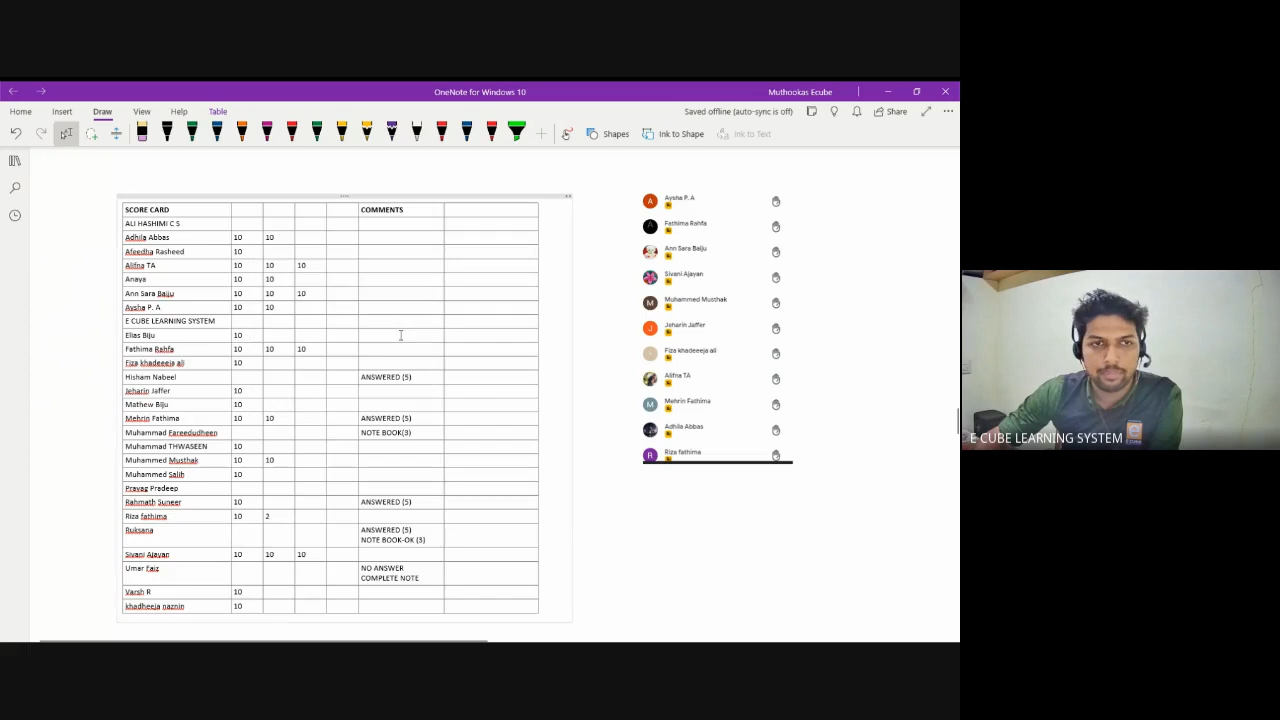 OneNote for Windows 10
Muthookas Ecube
Home Insert Draw View Help Table
Saved offline (auto-sync is off)
Share
Shapes
Ink to Shape
Ink to Text
SCORE CARD COMMENTS
ALI HASHIMI C S
Adhila Abbas 10 10
Afeedha Rasheed 10
Alifna TA 10 10 10
Anaya 10 10
Ann Sara Baiju 10 10 10
Aysha P. A 10 10
E CUBE LEARNING SYSTEM
Elias Biju 10
Fathima Rahfa 10 10 10
Fiza khadeeeja ali 10
Hisham Nabeel ANSWERED (5)
Jeharin Jaffer 10
Mathew Biju 10
Mehrin Fathima 10 10 ANSWERED (5)
Muhammad Fareedudheen NOTE BOOK(3)
Muhammad THWASEEN 10
Muhammed Musthak 10 10
Muhammed Salih 10
Pravag Pradeep
Rahmath Suneer 10 ANSWERED (5)
Riza fathima 10 2
Ruksana ANSWERED (5)
NOTE BOOK-OK (3)
Sivani Ajayan 10 10 10
Umar Faiz NO ANSWER
COMPLETE NOTE
Varsh R 10
khadheeja naznin 10
A Aysha P. A
Fathima Rahfa
Ann Sara Baiju
Sivani Ajayan
M Muhammed Musthak
J Jeharin Jaffer
Fiza khadeeeja ali
Alifna TA
M Mehrin Fathima
Adhila Abbas
R Riza fathima
E CUBE LEARNING SYSTEM